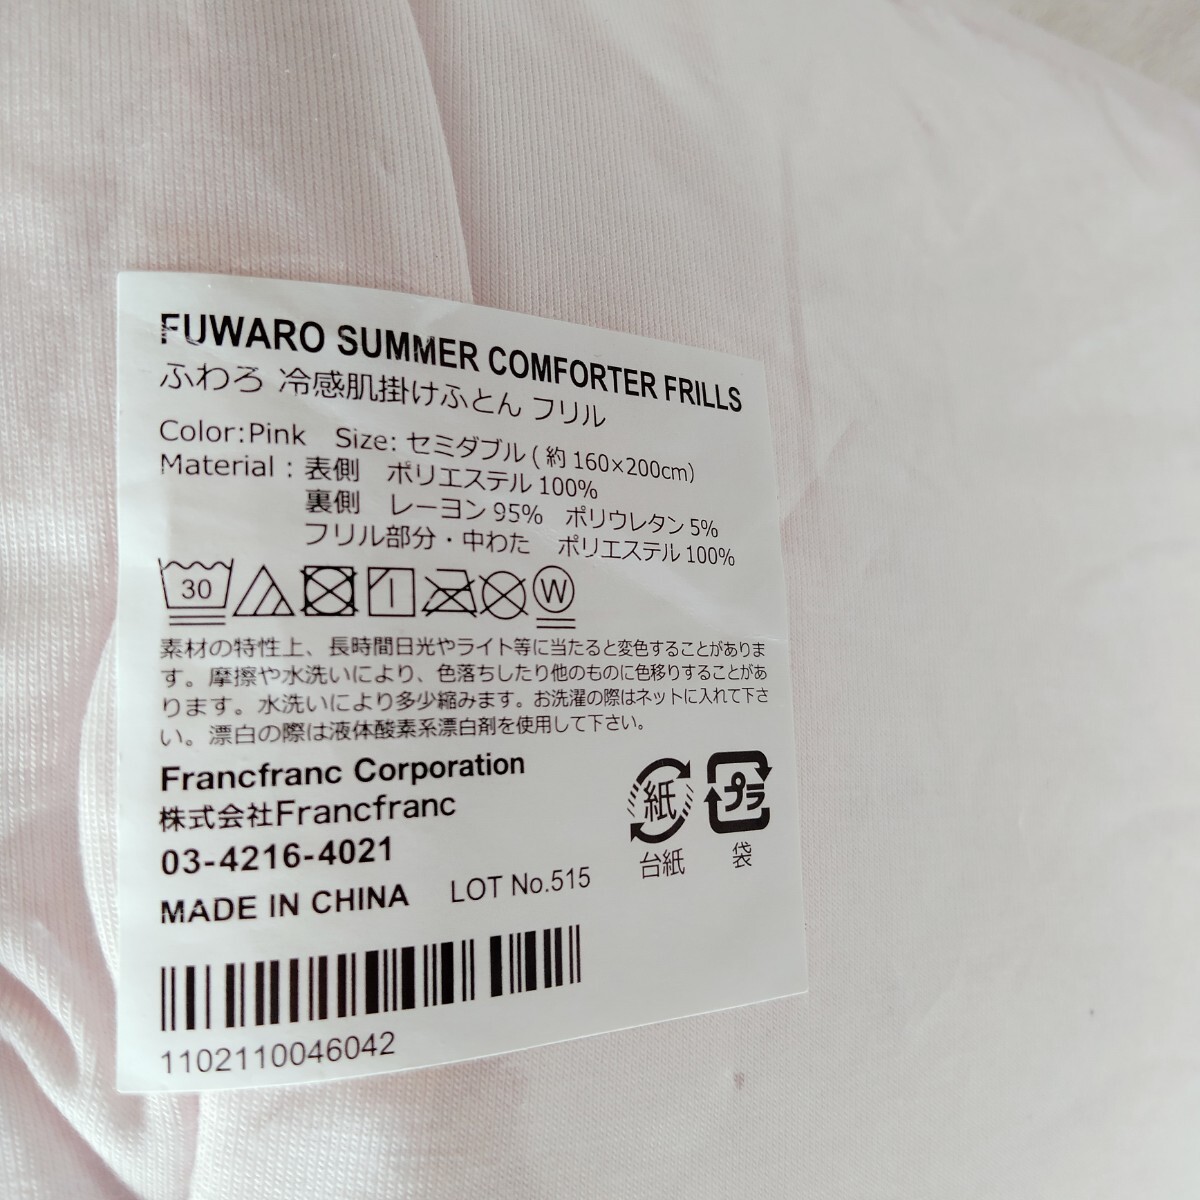 FUWARO SUMMER COMFORTER FRILLS
ふわろ 冷感肌掛けふとん フリル
Color:Pink Size: セミダブル(約160×200cm)
Material : 表側 ポリエステル100%
裏側 レーヨン95% ポリウレタン5%
フリル部分・中わた ポリエステル100%
30 W
素材の特性上、長時間日光やライト等に当たると変色することがありま
す。摩擦や水洗いにより、色落ちしたり他のものに色移りすることがあ
ります。水洗いにより多少縮みます。お洗濯の際はネットに入れて下さ
い。漂白の際は液体酸素系漂白剤を使用して下さい。
Francfranc Corporation
株式会社Francfranc
03-4216-4021
MADE IN CHINA LOT No.515
紙 プラ
台紙 袋
1102110046042